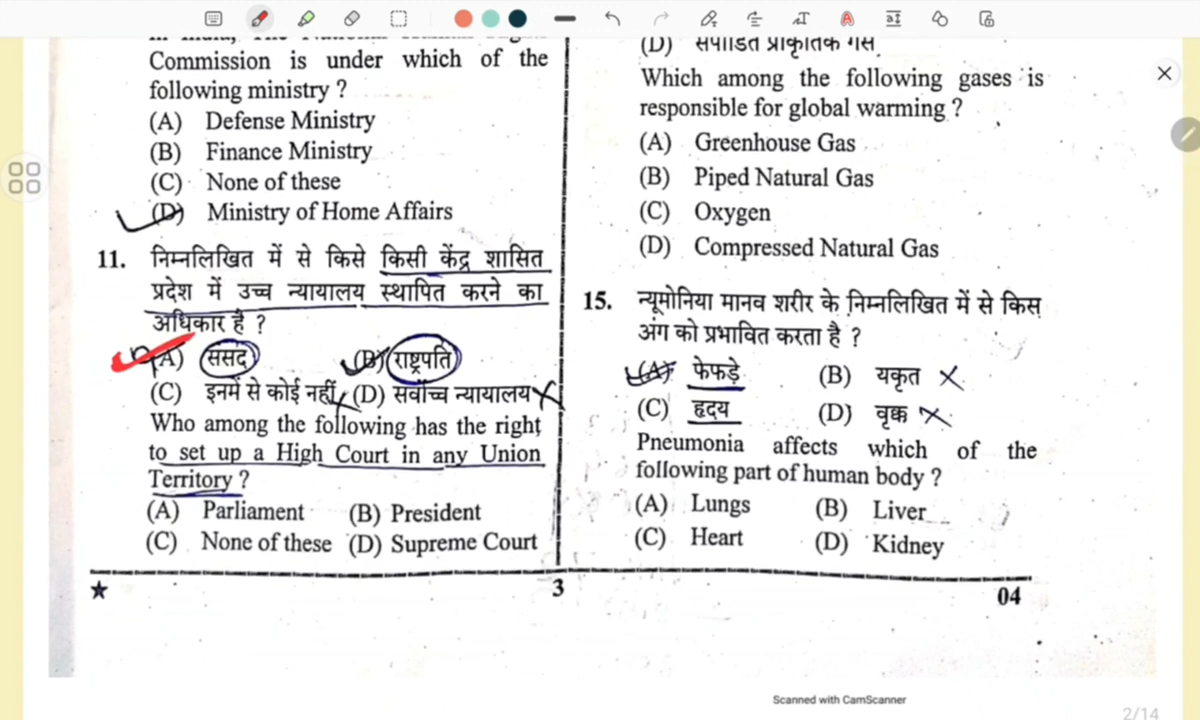 Commission is under which of the
following ministry ?
(A) Defense Ministry
(B) Finance Ministry
(C) None of these
(D) Ministry of Home Affairs
11. निम्नलिखित में से किसे किसी केंद्र शासित
प्रदेश में उच्च न्यायालय स्थापित करने का
अधिकार है ?
(A) संसद (B) राष्ट्रपति
(C) इनमें से कोई नहीं (D) सर्वोच्च न्यायालय
Who among the following has the right
to set up a High Court in any Union
Territory ?
(A) Parliament (B) President
(C) None of these (D) Supreme Court
(D) संपीडित प्राकृतिक गैस
Which among the following gases is
responsible for global warming ?
(A) Greenhouse Gas
(B) Piped Natural Gas
(C) Oxygen
(D) Compressed Natural Gas
15. न्यूमोनिया मानव शरीर के निम्नलिखित में से किस
अंग को प्रभावित करता है ?
(A) फेफड़े (B) यकृत
(C) हृदय (D) वृक्क
Pneumonia affects which of the
following part of human body ?
(A) Lungs (B) Liver
(C) Heart (D) Kidney
★ 3 04
Scanned with CamScanner
2/14